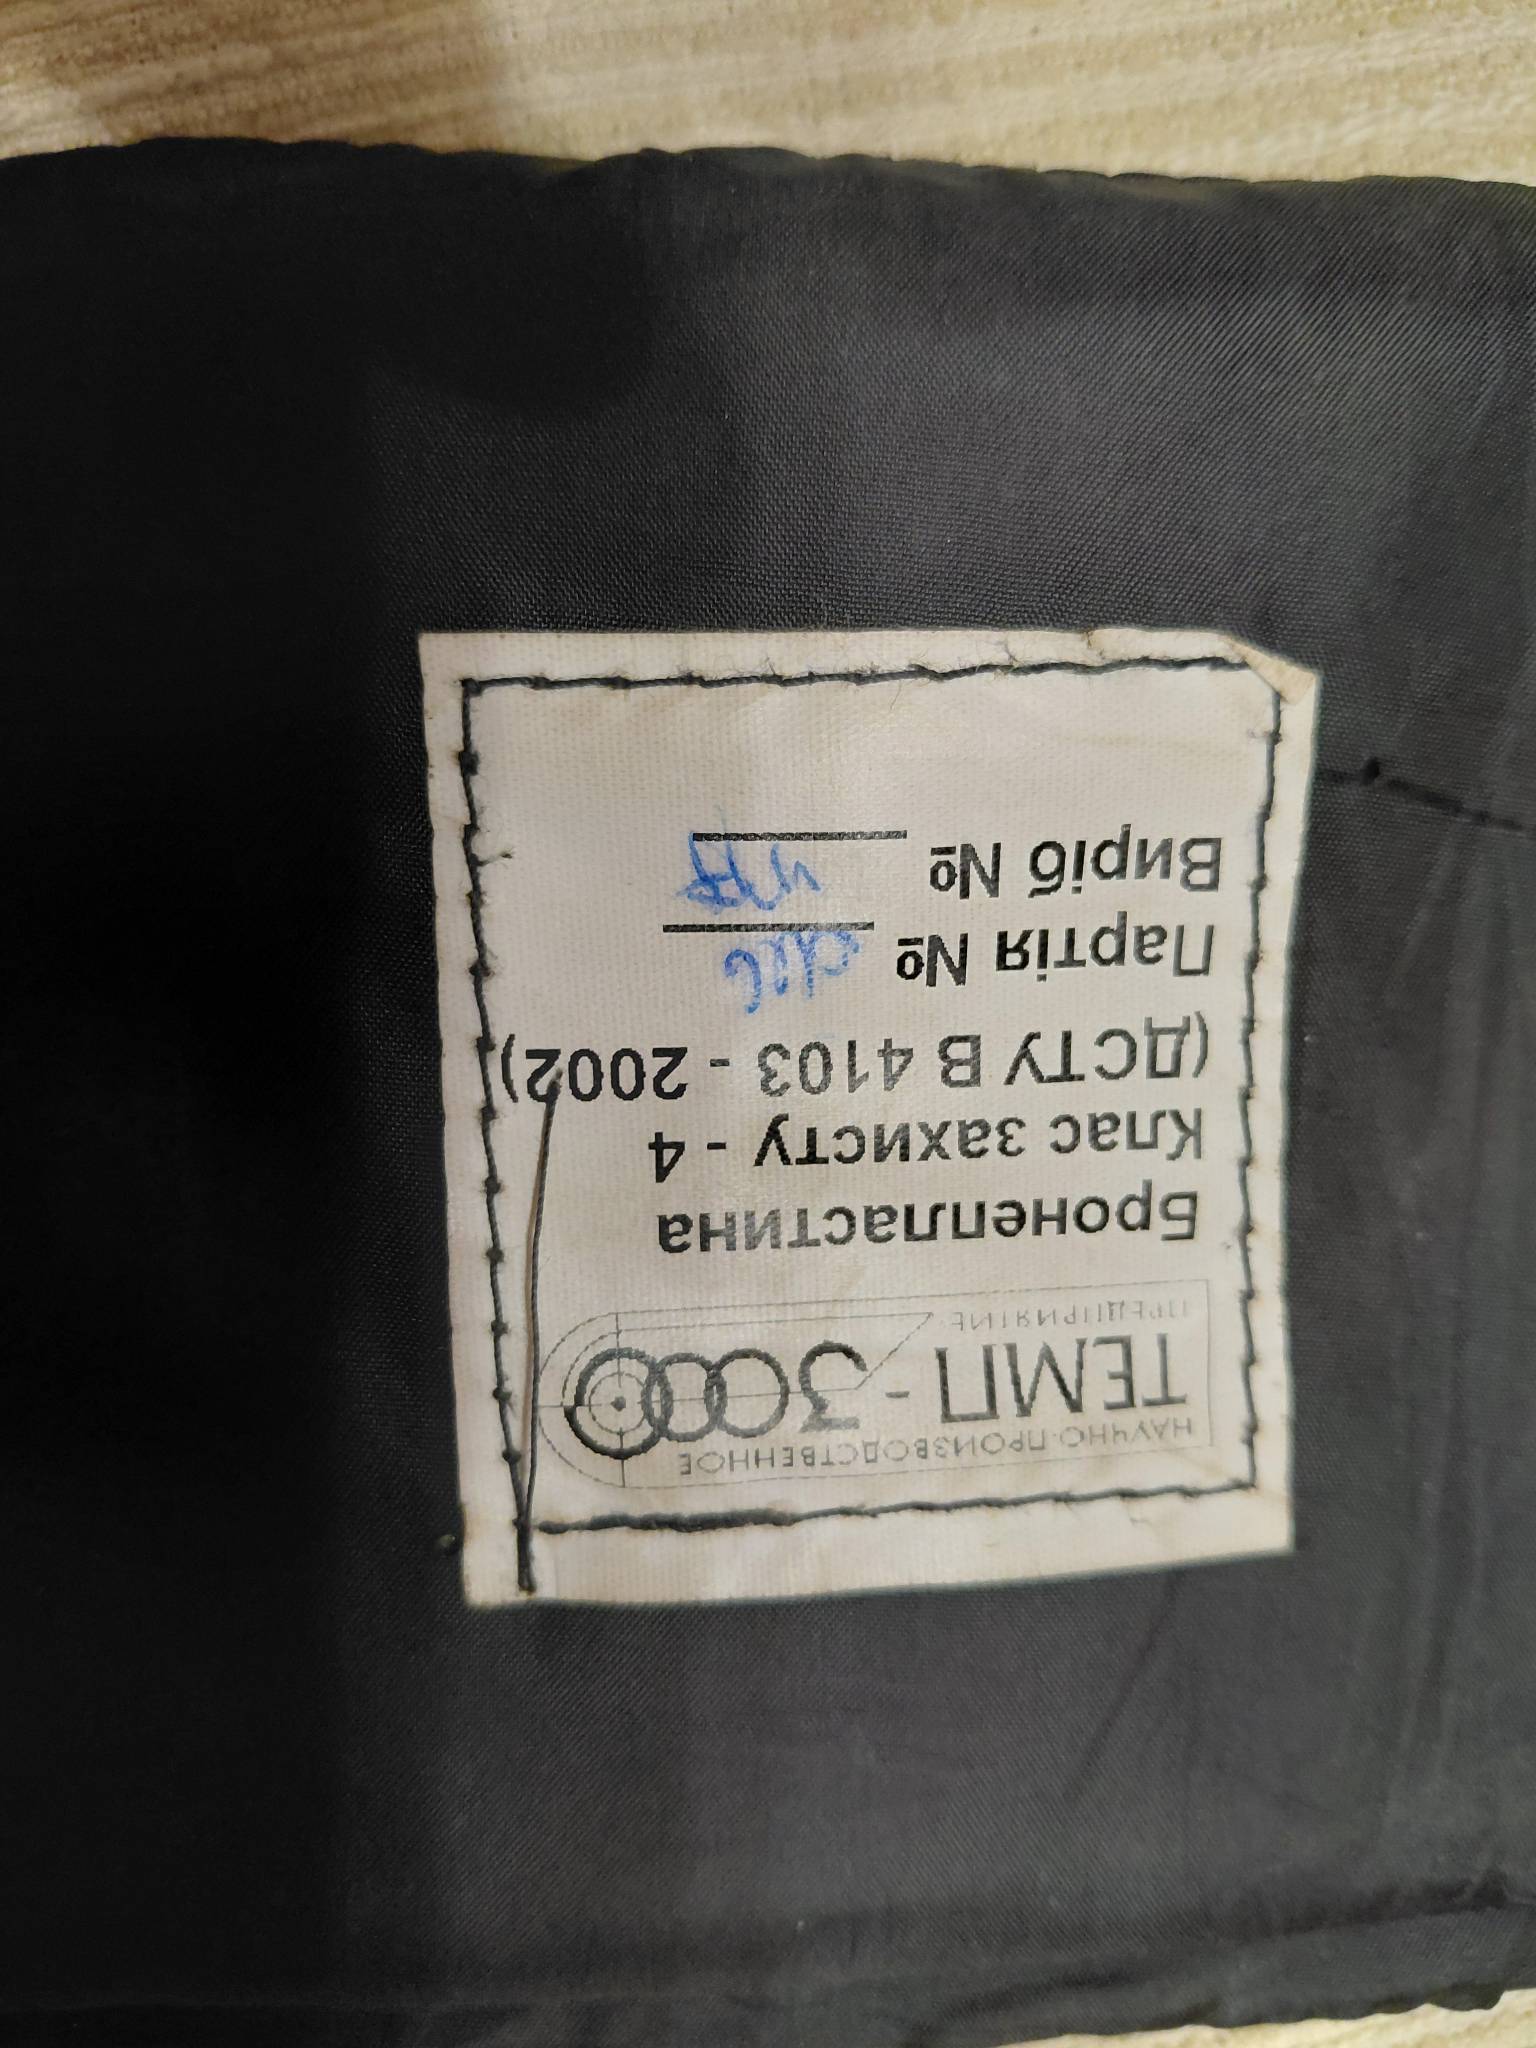 НАУЧНО-ПРОИЗВОДСТВЕННОЕ
ТЕМП - 3000
ПРЕДПРИЯТИЕ
Бронепластина
Клас захисту - 4
(ДСТУ В 4103 - 2002)
Партія №
Виріб №